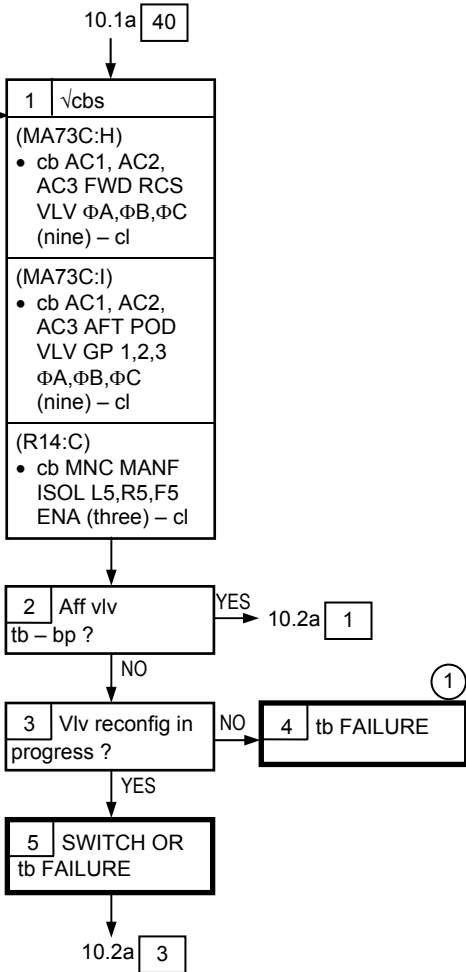 10.1a 40
1 √cbs
(MA73C:H)
• cb AC1, AC2,
AC3 FWD RCS
VLV ΦA,ΦB,ΦC
(nine) – cl
(MA73C:I)
• cb AC1, AC2,
AC3 AFT POD
VLV GP 1,2,3
ΦA,ΦB,ΦC
(nine) – cl
(R14:C)
• cb MNC MANF
ISOL L5,R5,F5
ENA (three) – cl
2 Aff vlv
tb – bp ?
YES
10.2a 1
NO
3 Vlv reconfig in
progress ?
NO
1
4 tb FAILURE
YES
5 SWITCH OR
tb FAILURE
10.2a 3